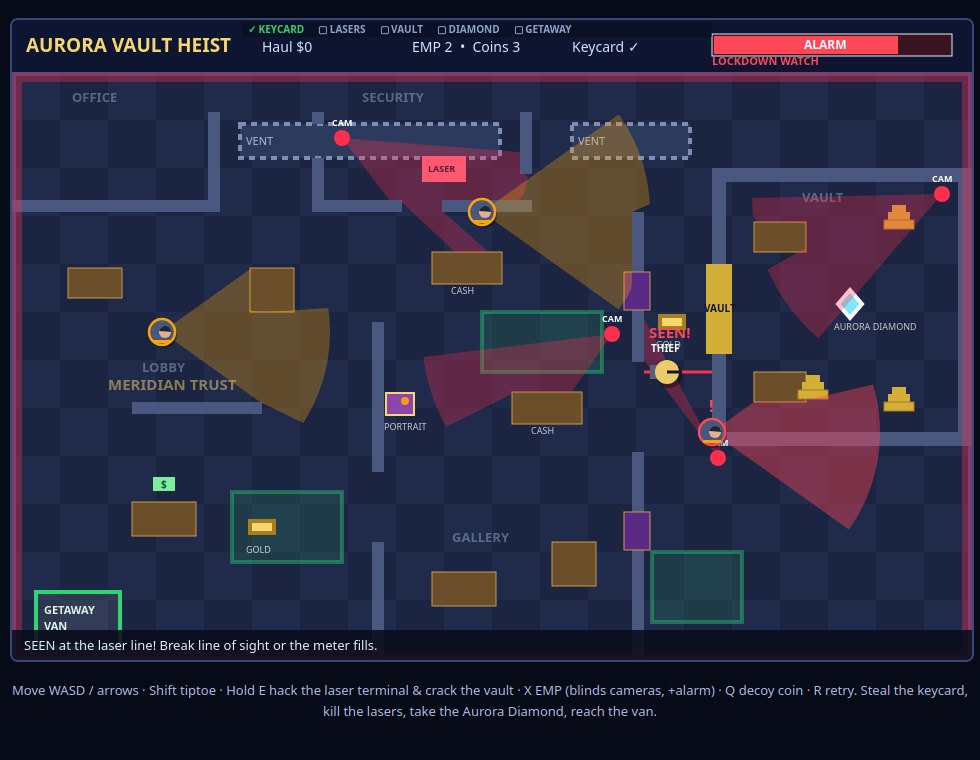 ✓ KEYCARD ▢ LASERS ▢ VAULT ▢ DIAMOND ▢ GETAWAY
AURORA VAULT HEIST
Haul $0
EMP 2 • Coins 3
Keycard ✓
ALARM
LOCKDOWN WATCH
OFFICE
SECURITY
CAM
VENT
VENT
LASER
CAM
VAULT
CASH
VAULT
CAM
AURORA DIAMOND
SEEN!
GOLD
THIEF
LOBBY
MERIDIAN TRUST
!
PORTRAIT
CASH
$
GOLD
GALLERY
GETAWAY
VAN
SEEN at the laser line! Break line of sight or the meter fills.
Move WASD / arrows · Shift tiptoe · Hold E hack the laser terminal & crack the vault · X EMP (blinds cameras, +alarm) · Q decoy coin · R retry. Steal the keycard,
kill the lasers, take the Aurora Diamond, reach the van.